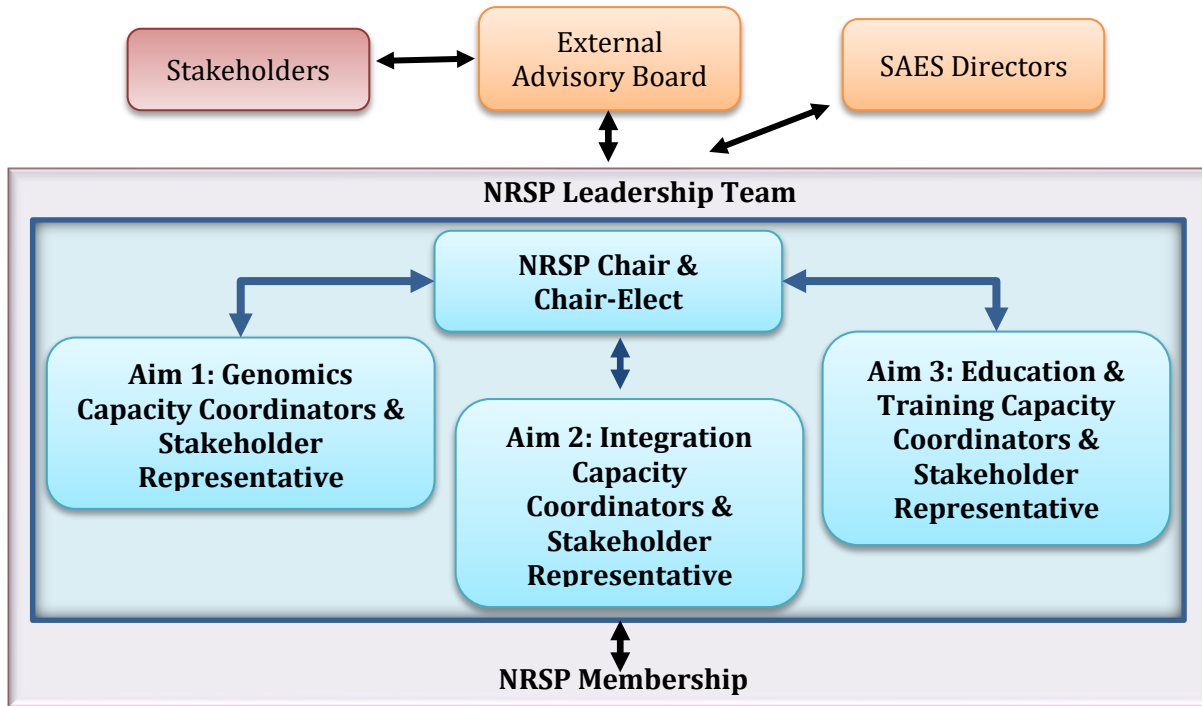 Stakeholders
External
Advisory Board
SAES Directors
NRSP Leadership Team
NRSP Chair &
Chair-Elect
Aim 1: Genomics
Capacity Coordinators &
Stakeholder
Representative
Aim 2: Integration
Capacity
Coordinators &
Stakeholder
Representative
Aim 3: Education &
Training Capacity
Coordinators &
Stakeholder
Representative
NRSP Membership